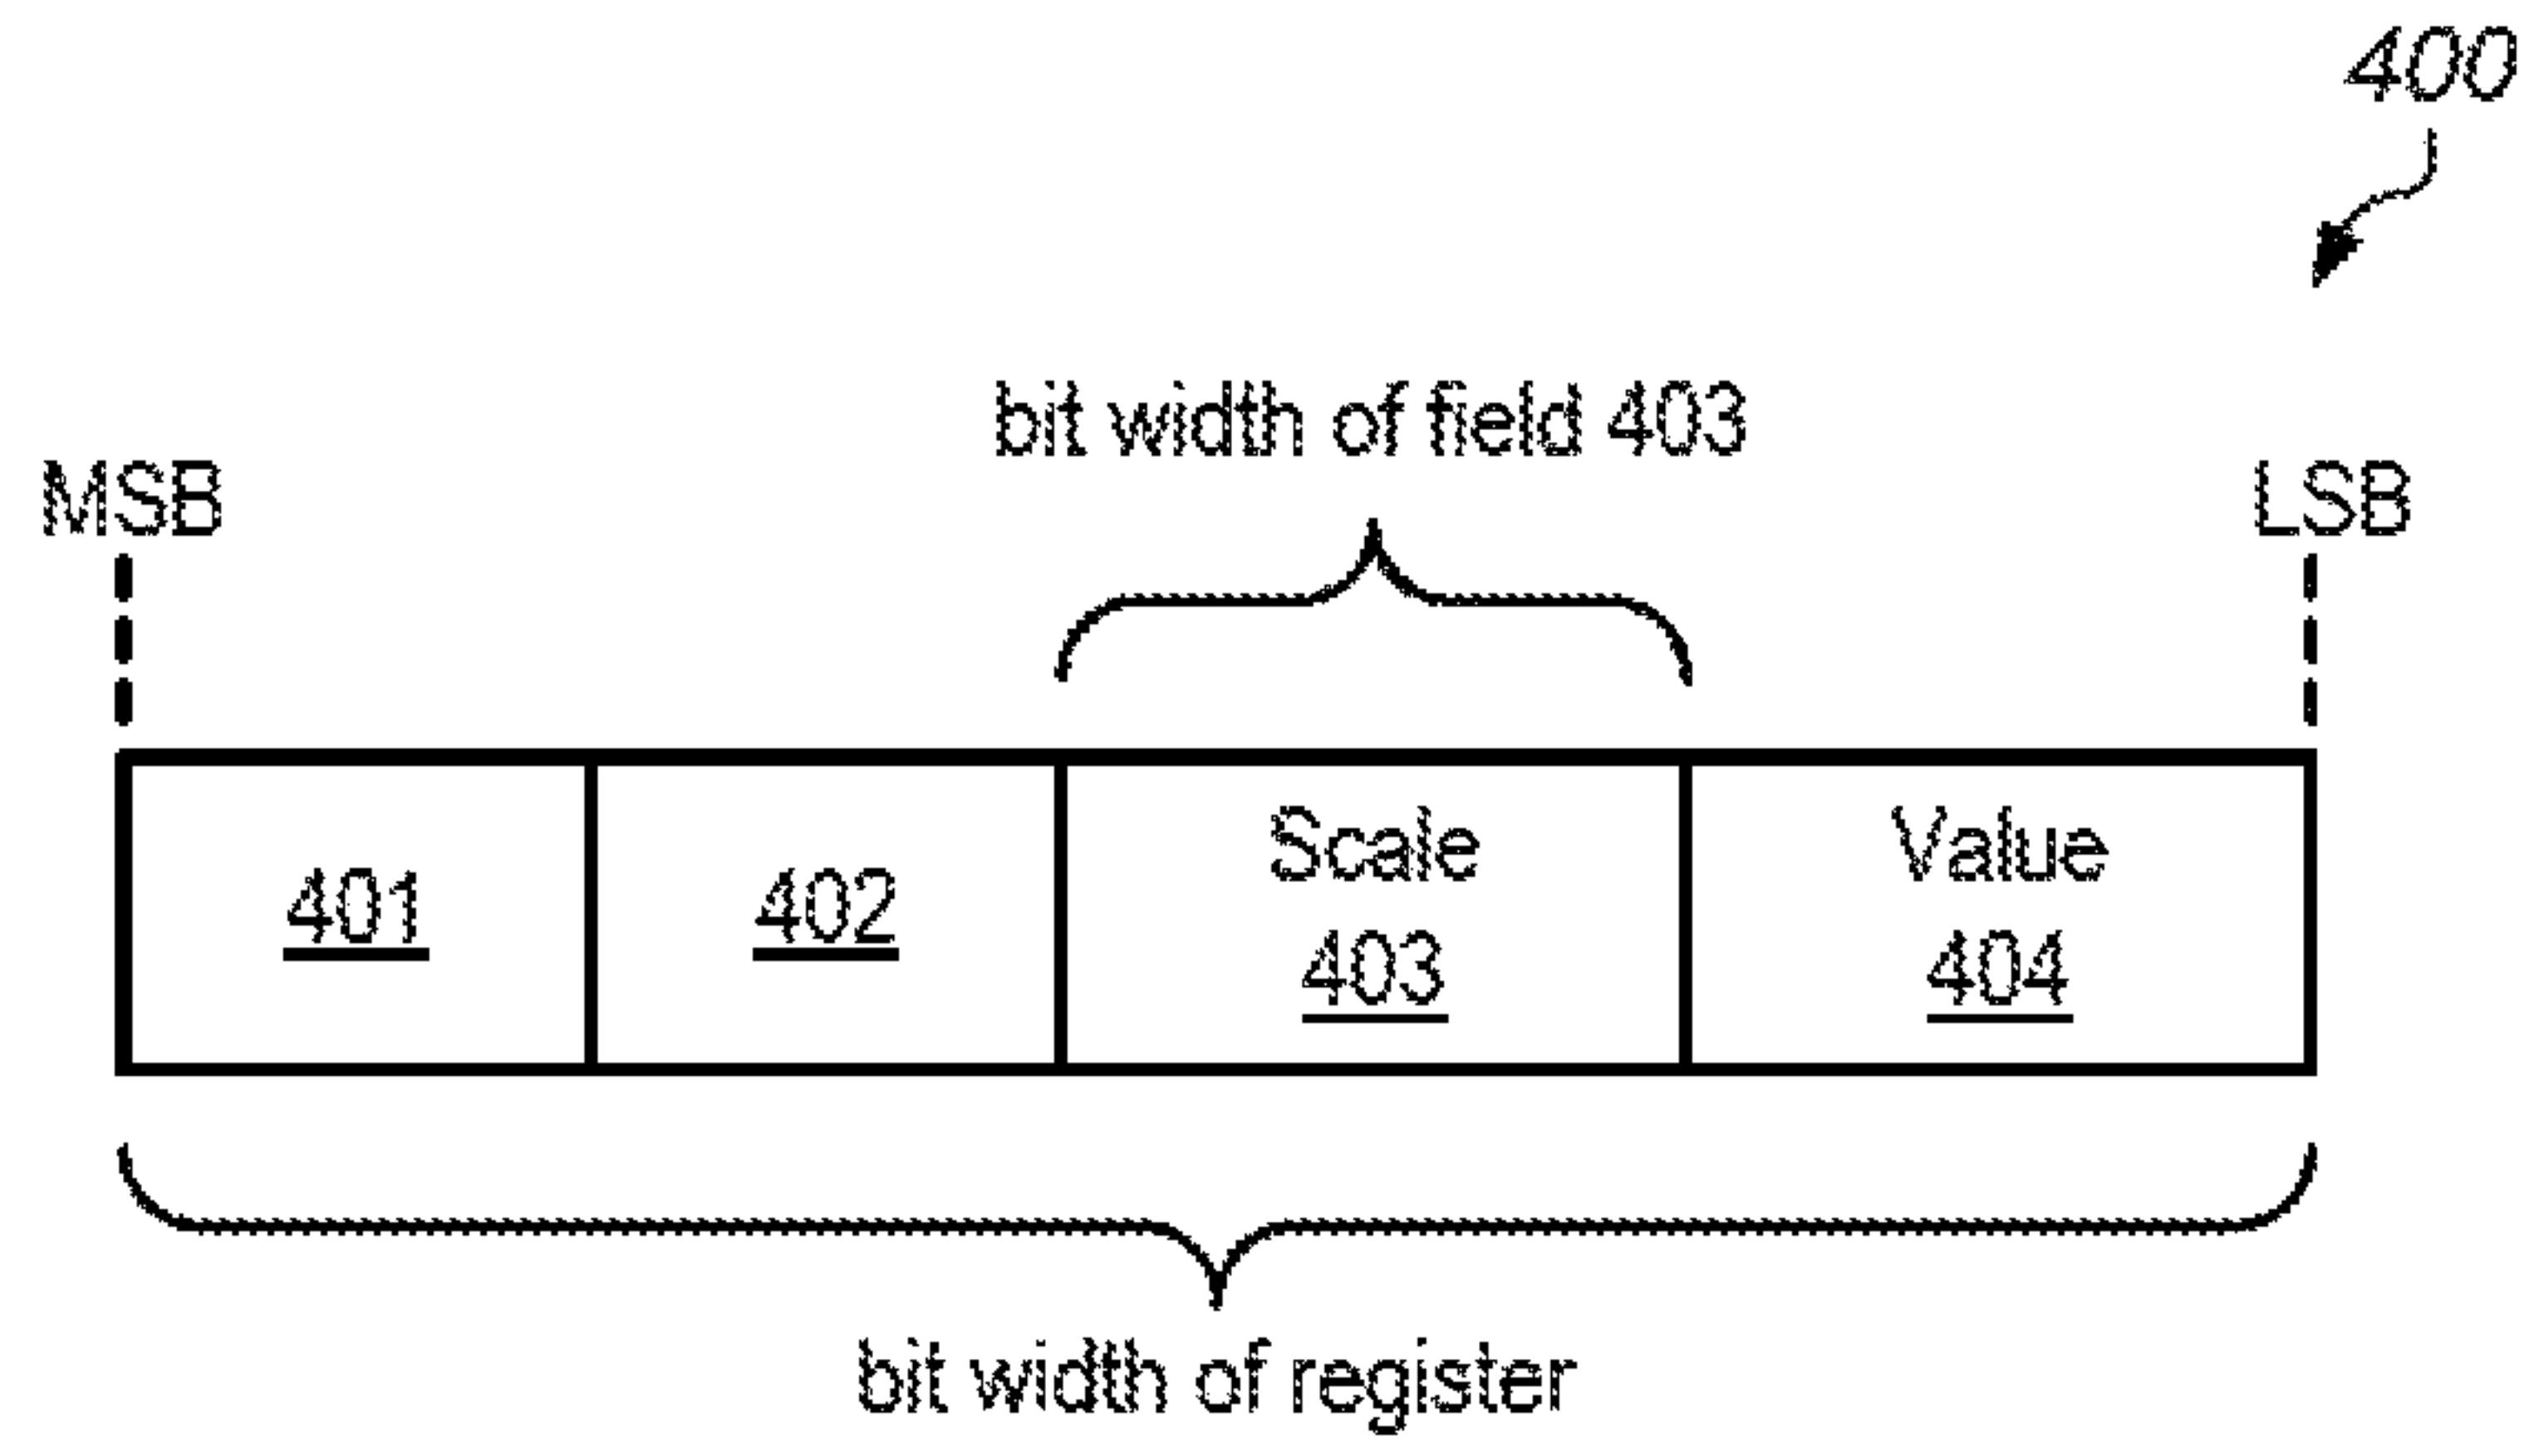 400
bit width of field 403
MSB
LSB
401
402
Scale
403
Value
404
bit width of register